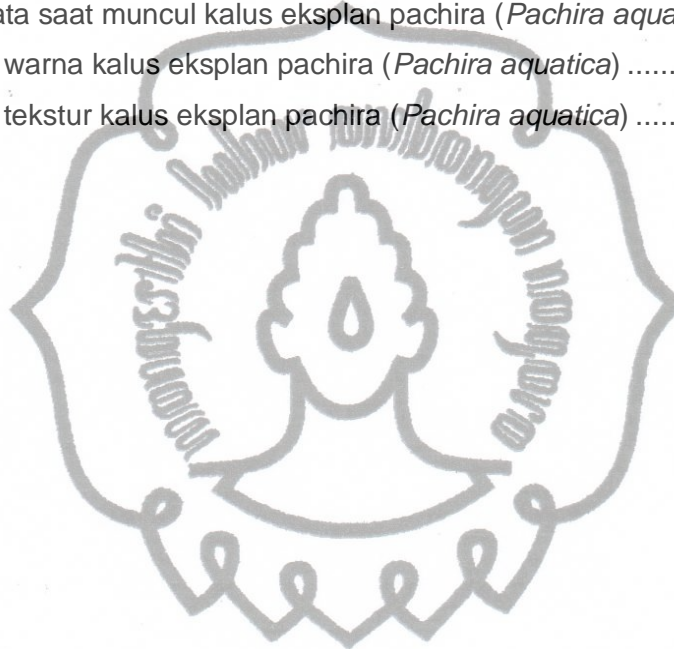 ata saat muncul kalus eksplan pachira (Pachira aqua
warna kalus eksplan pachira (Pachira aquatica) ......
tekstur kalus eksplan pachira (Pachira aquatica) .....